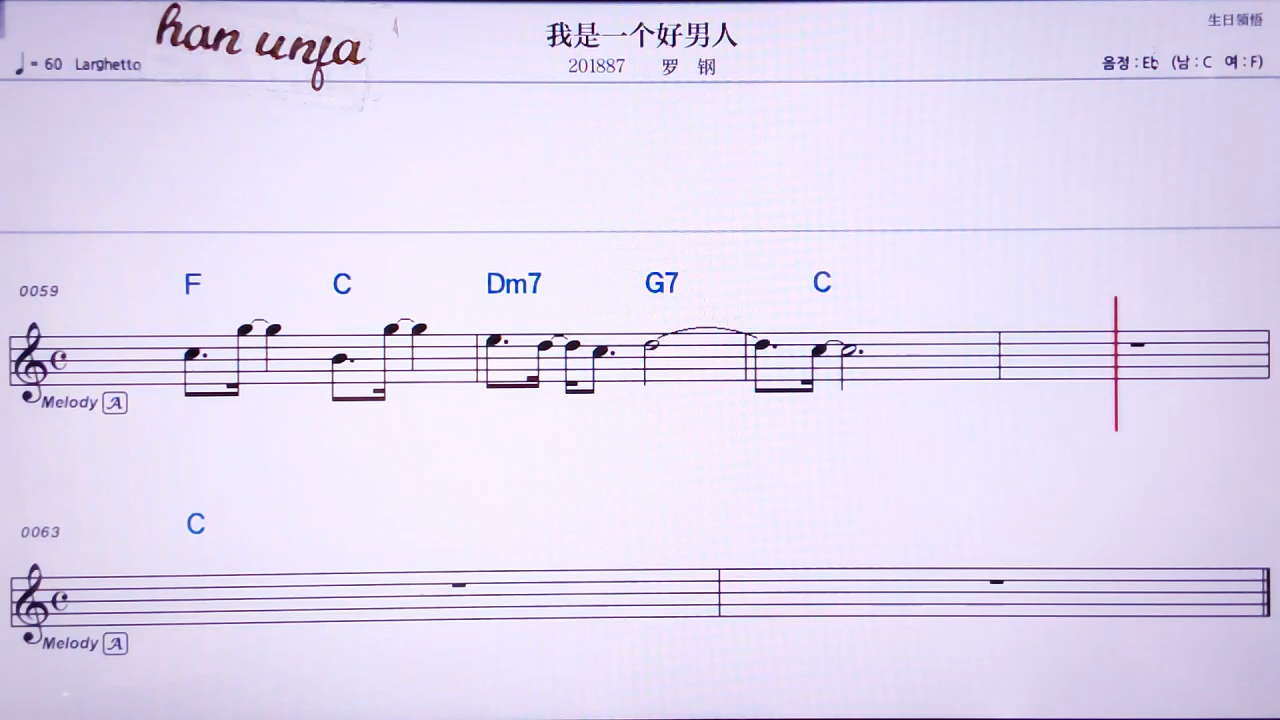 han unfa
我是一个好男人
生日领悟
♩= 60 Larghetto
201887 罗 钢
음정 : Eb (남 : C 여 : F)
0059
F C Dm7 G7 C
Melody A
0063
C
Melody A